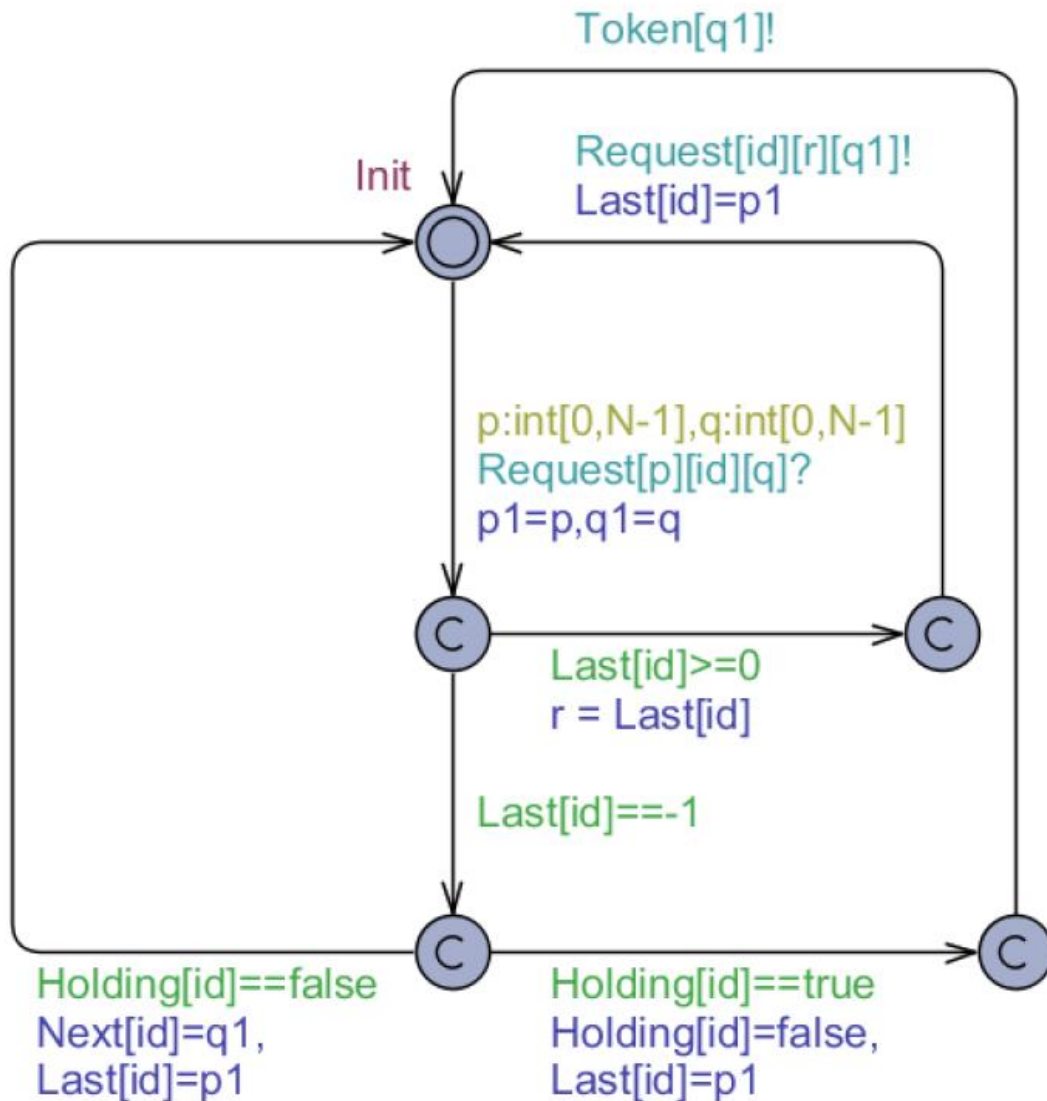 Token[q1]!
Request[id][r][q1]!
Last[id]=p1
Init
p:int[0,N-1],q:int[0,N-1]
Request[p][id][q]?
p1=p,q1=q
C
C
Last[id]>=0
r = Last[id]
Last[id]==-1
C
C
Holding[id]==false
Next[id]=q1,
Last[id]=p1
Holding[id]==true
Holding[id]=false,
Last[id]=p1